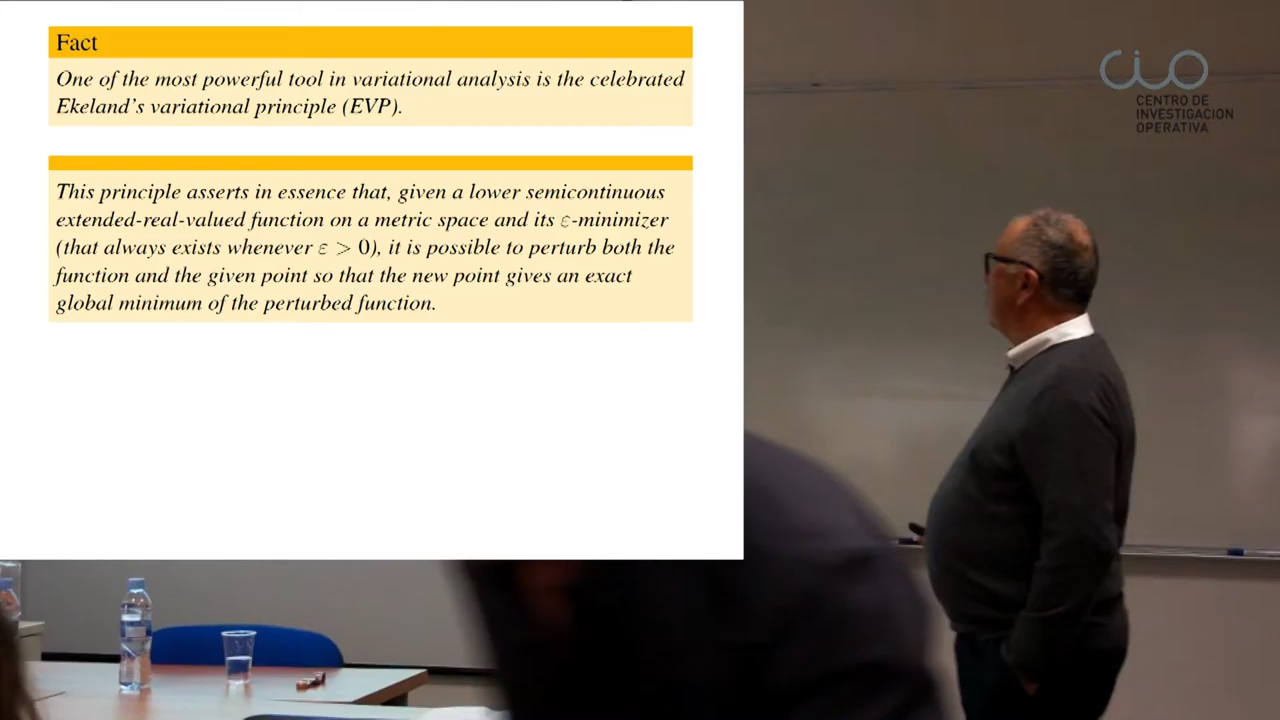 Fact
One of the most powerful tool in variational analysis is the celebrated
Ekeland's variational principle (EVP).
This principle asserts in essence that, given a lower semicontinuous
extended-real-valued function on a metric space and its ε-minimizer
(that always exists whenever ε > 0), it is possible to perturb both the
function and the given point so that the new point gives an exact
global minimum of the perturbed function.
CIO
CENTRO DE
INVESTIGACION
OPERATIVA